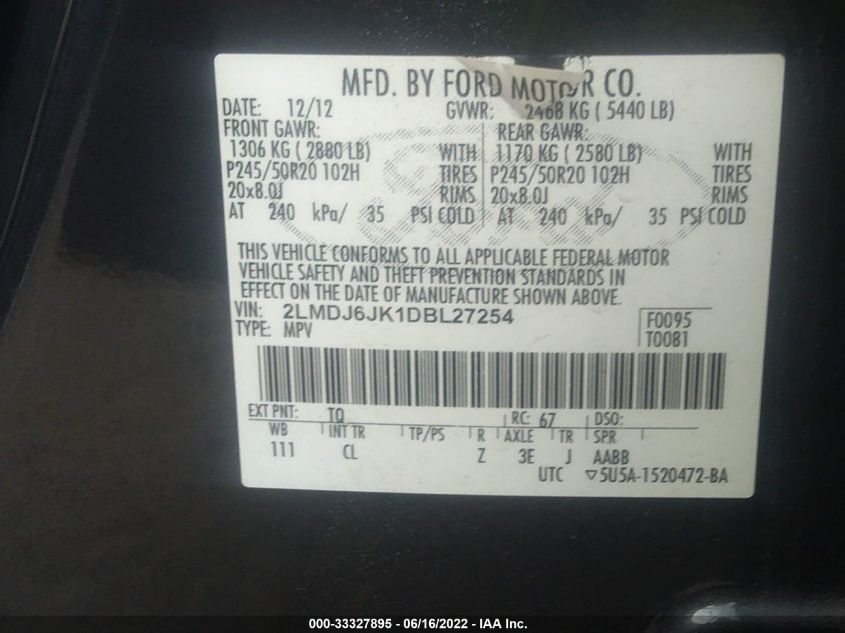 MFD. BY FORD MOTOR CO.
DATE: 12/12 GVWR: 2468 KG ( 5440 LB)
FRONT GAWR: REAR GAWR:
1306 KG ( 2880 LB) WITH 1170 KG ( 2580 LB) WITH
P245/50R20 102H TIRES P245/50R20 102H TIRES
20x8.0J RIMS 20x8.0J RIMS
AT 240 kPa/ 35 PSI COLD AT 240 kPa/ 35 PSI COLD
THIS VEHICLE CONFORMS TO ALL APPLICABLE FEDERAL MOTOR
VEHICLE SAFETY AND THEFT PREVENTION STANDARDS IN
EFFECT ON THE DATE OF MANUFACTURE SHOWN ABOVE.
VIN: 2LMDJ6JK1DBL27254 F0095
TYPE: MPV T0081
EXT PNT: TQ RC: 67 DSO:
WB INT TR TP/PS R AXLE TR SPR
111 CL Z 3E J AABB
UTC ▽5U5A-1520472-BA
000-33327895 - 06/16/2022 - IAA Inc.